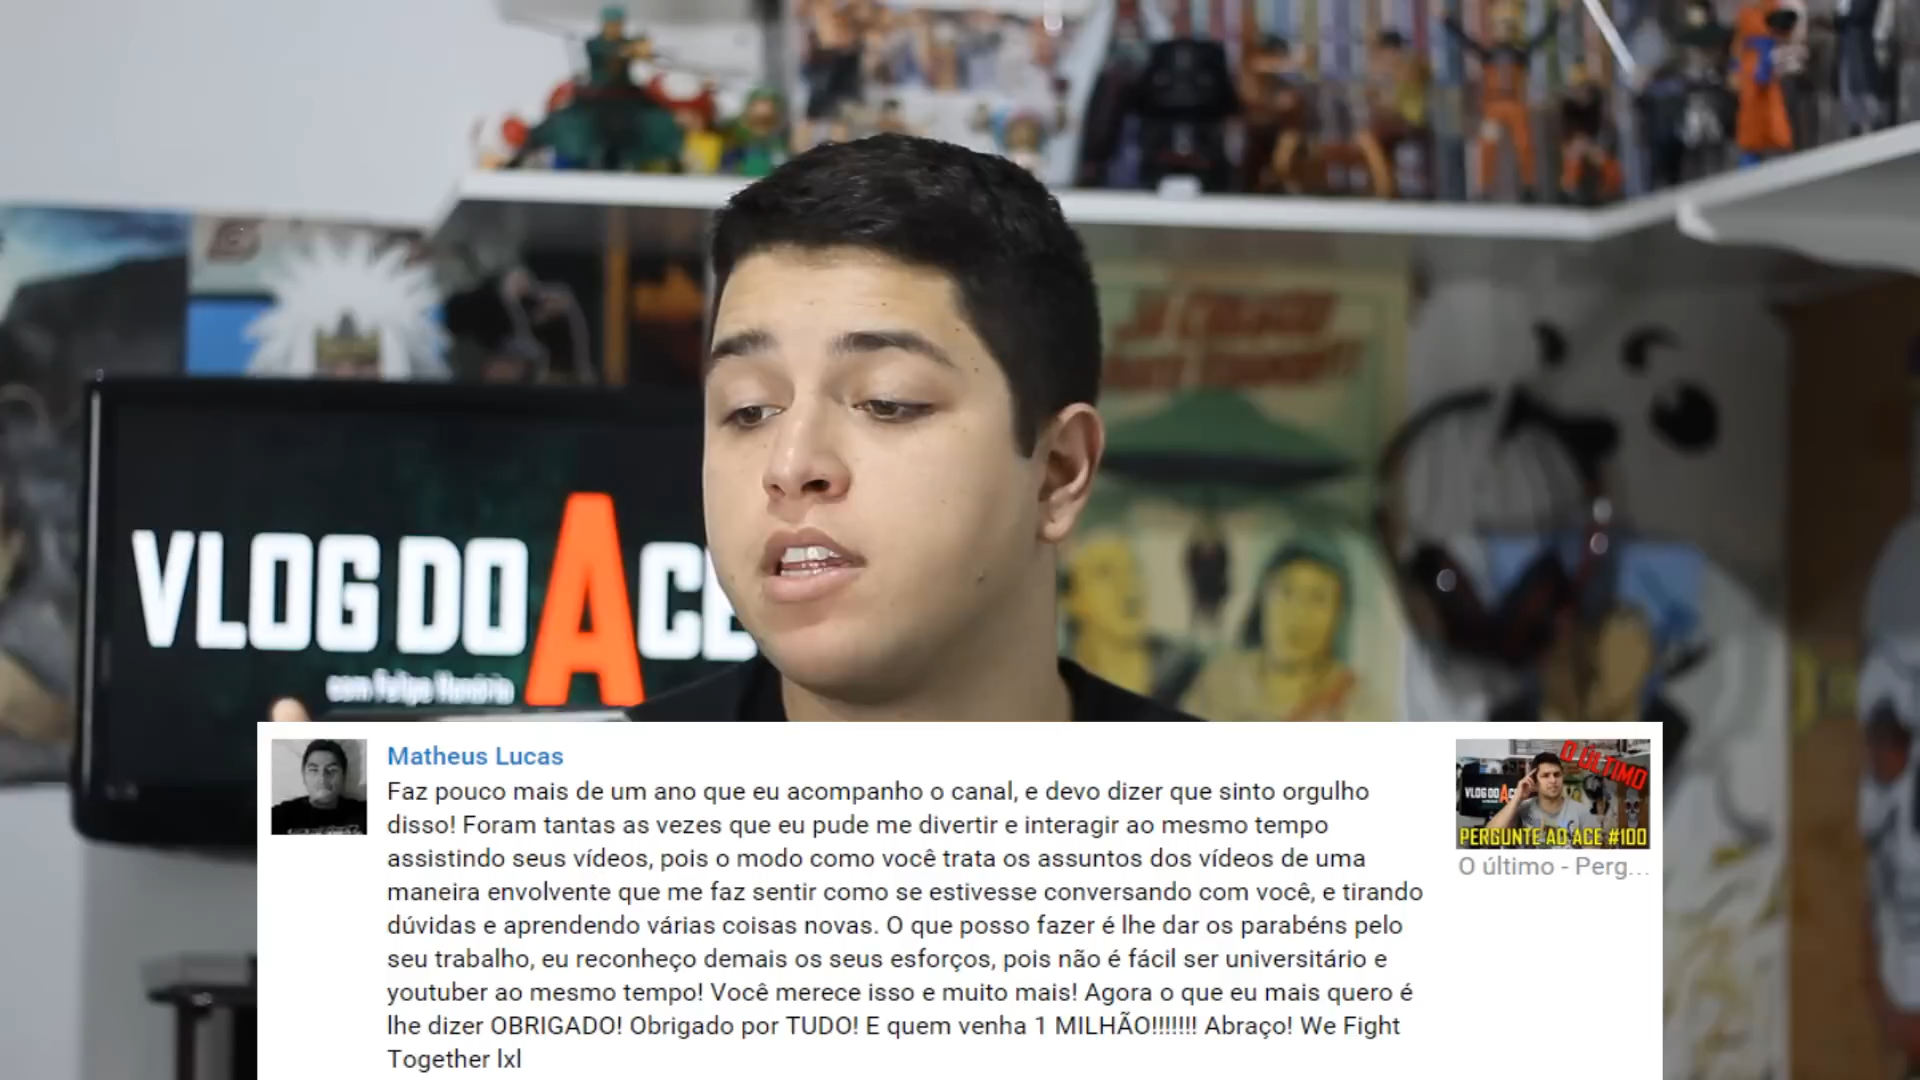 VLOG DO ACE
com Felipe Honório
Matheus Lucas
Faz pouco mais de um ano que eu acompanho o canal, e devo dizer que sinto orgulho
disso! Foram tantas as vezes que eu pude me divertir e interagir ao mesmo tempo
assistindo seus vídeos, pois o modo como você trata os assuntos dos vídeos de uma
maneira envolvente que me faz sentir como se estivesse conversando com você, e tirando
dúvidas e aprendendo várias coisas novas. O que posso fazer é lhe dar os parabéns pelo
seu trabalho, eu reconheço demais os seus esforços, pois não é fácil ser universitário e
youtuber ao mesmo tempo! Você merece isso e muito mais! Agora o que eu mais quero é
lhe dizer OBRIGADO! Obrigado por TUDO! E quem venha 1 MILHÃO!!!!!!! Abraço! We Fight
Together lxl
O ÚLTIMO
VLOG DO AC
PERGUNTE AO ACE #100
O último - Perg...